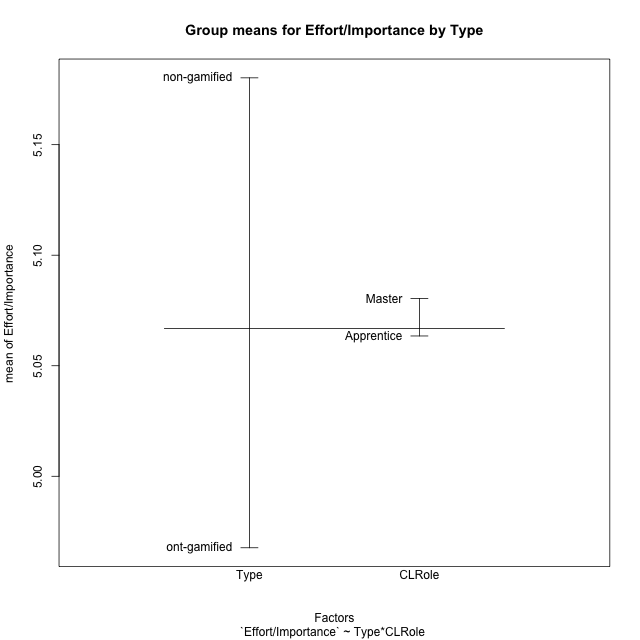 Group means for Effort/Importance by Type
mean of Effort/Importance
5.15
5.10
5.05
5.00
non-gamified
ont-gamified
Master
Apprentice
Type
CLRole
Factors
`Effort/Importance` ~ Type*CLRole